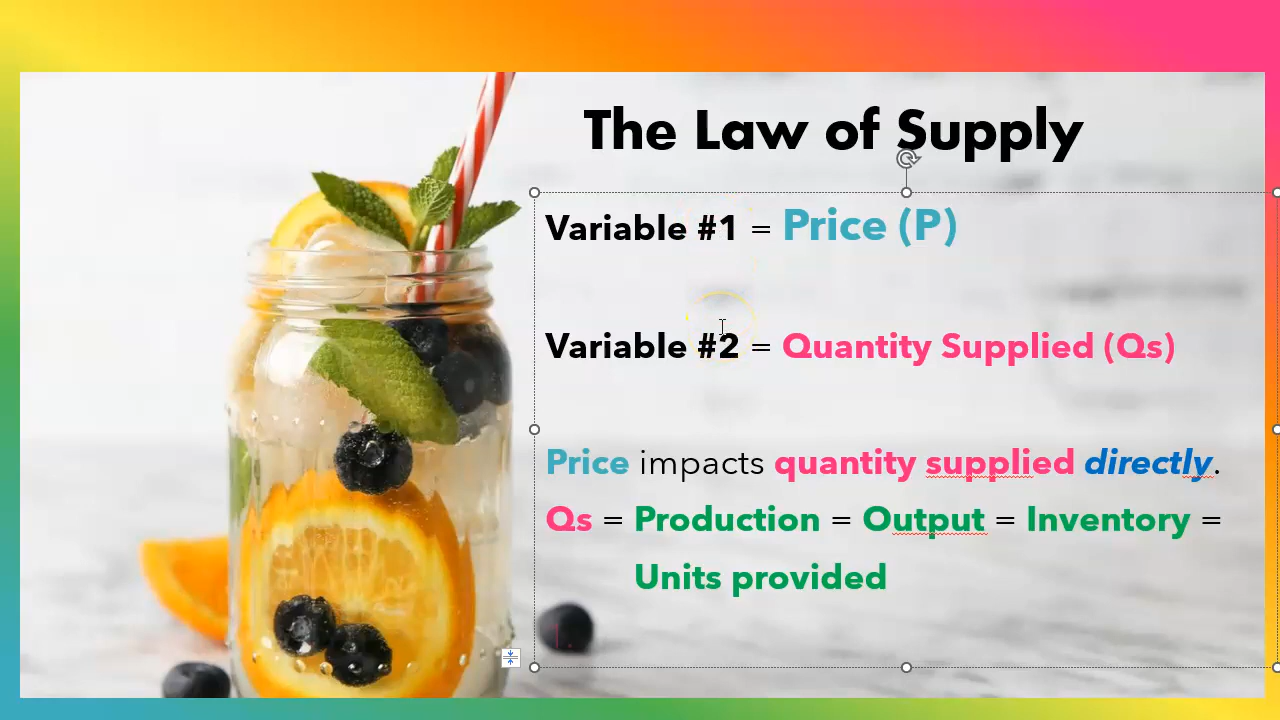 The Law of Supply
Variable #1 = Price (P)
Variable #2 = Quantity Supplied (Qs)
Price impacts quantity supplied directly.
Qs = Production = Output = Inventory =
Units provided